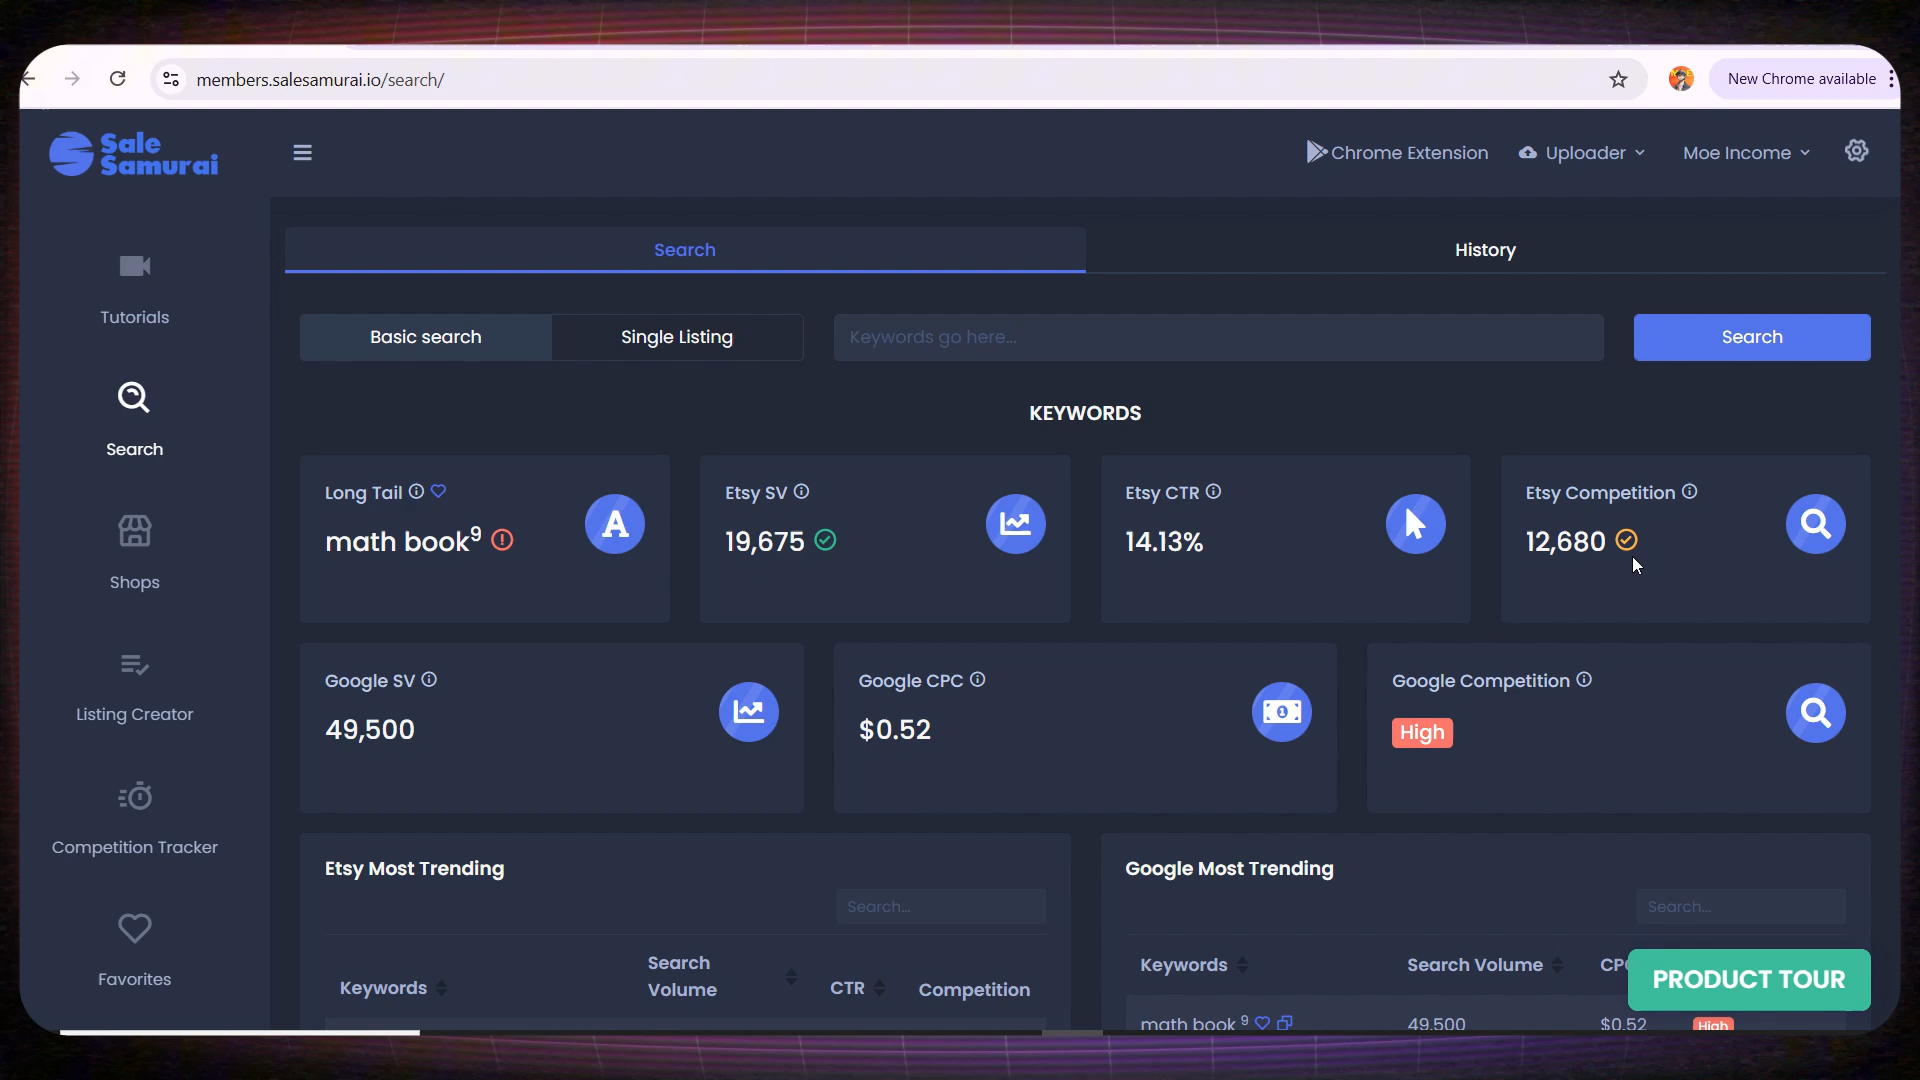 members.salesamurai.io/search/
New Chrome available
Sale
Samurai
Chrome Extension
Uploader
Moe Income
Search
History
Tutorials
Basic search
Single Listing
Keywords go here...
Search
KEYWORDS
Search
Long Tail
math book9
Etsy SV
19,675
Etsy CTR
14.13%
Etsy Competition
12,680
Shops
Google SV
49,500
Google CPC
$0.52
Google Competition
High
Listing Creator
Competition Tracker
Etsy Most Trending
Search...
Google Most Trending
Search...
Keywords
Search
Volume
CTR
Competition
Keywords
Search Volume
math book 9
49,500
$0.52
High
PRODUCT TOUR
Favorites